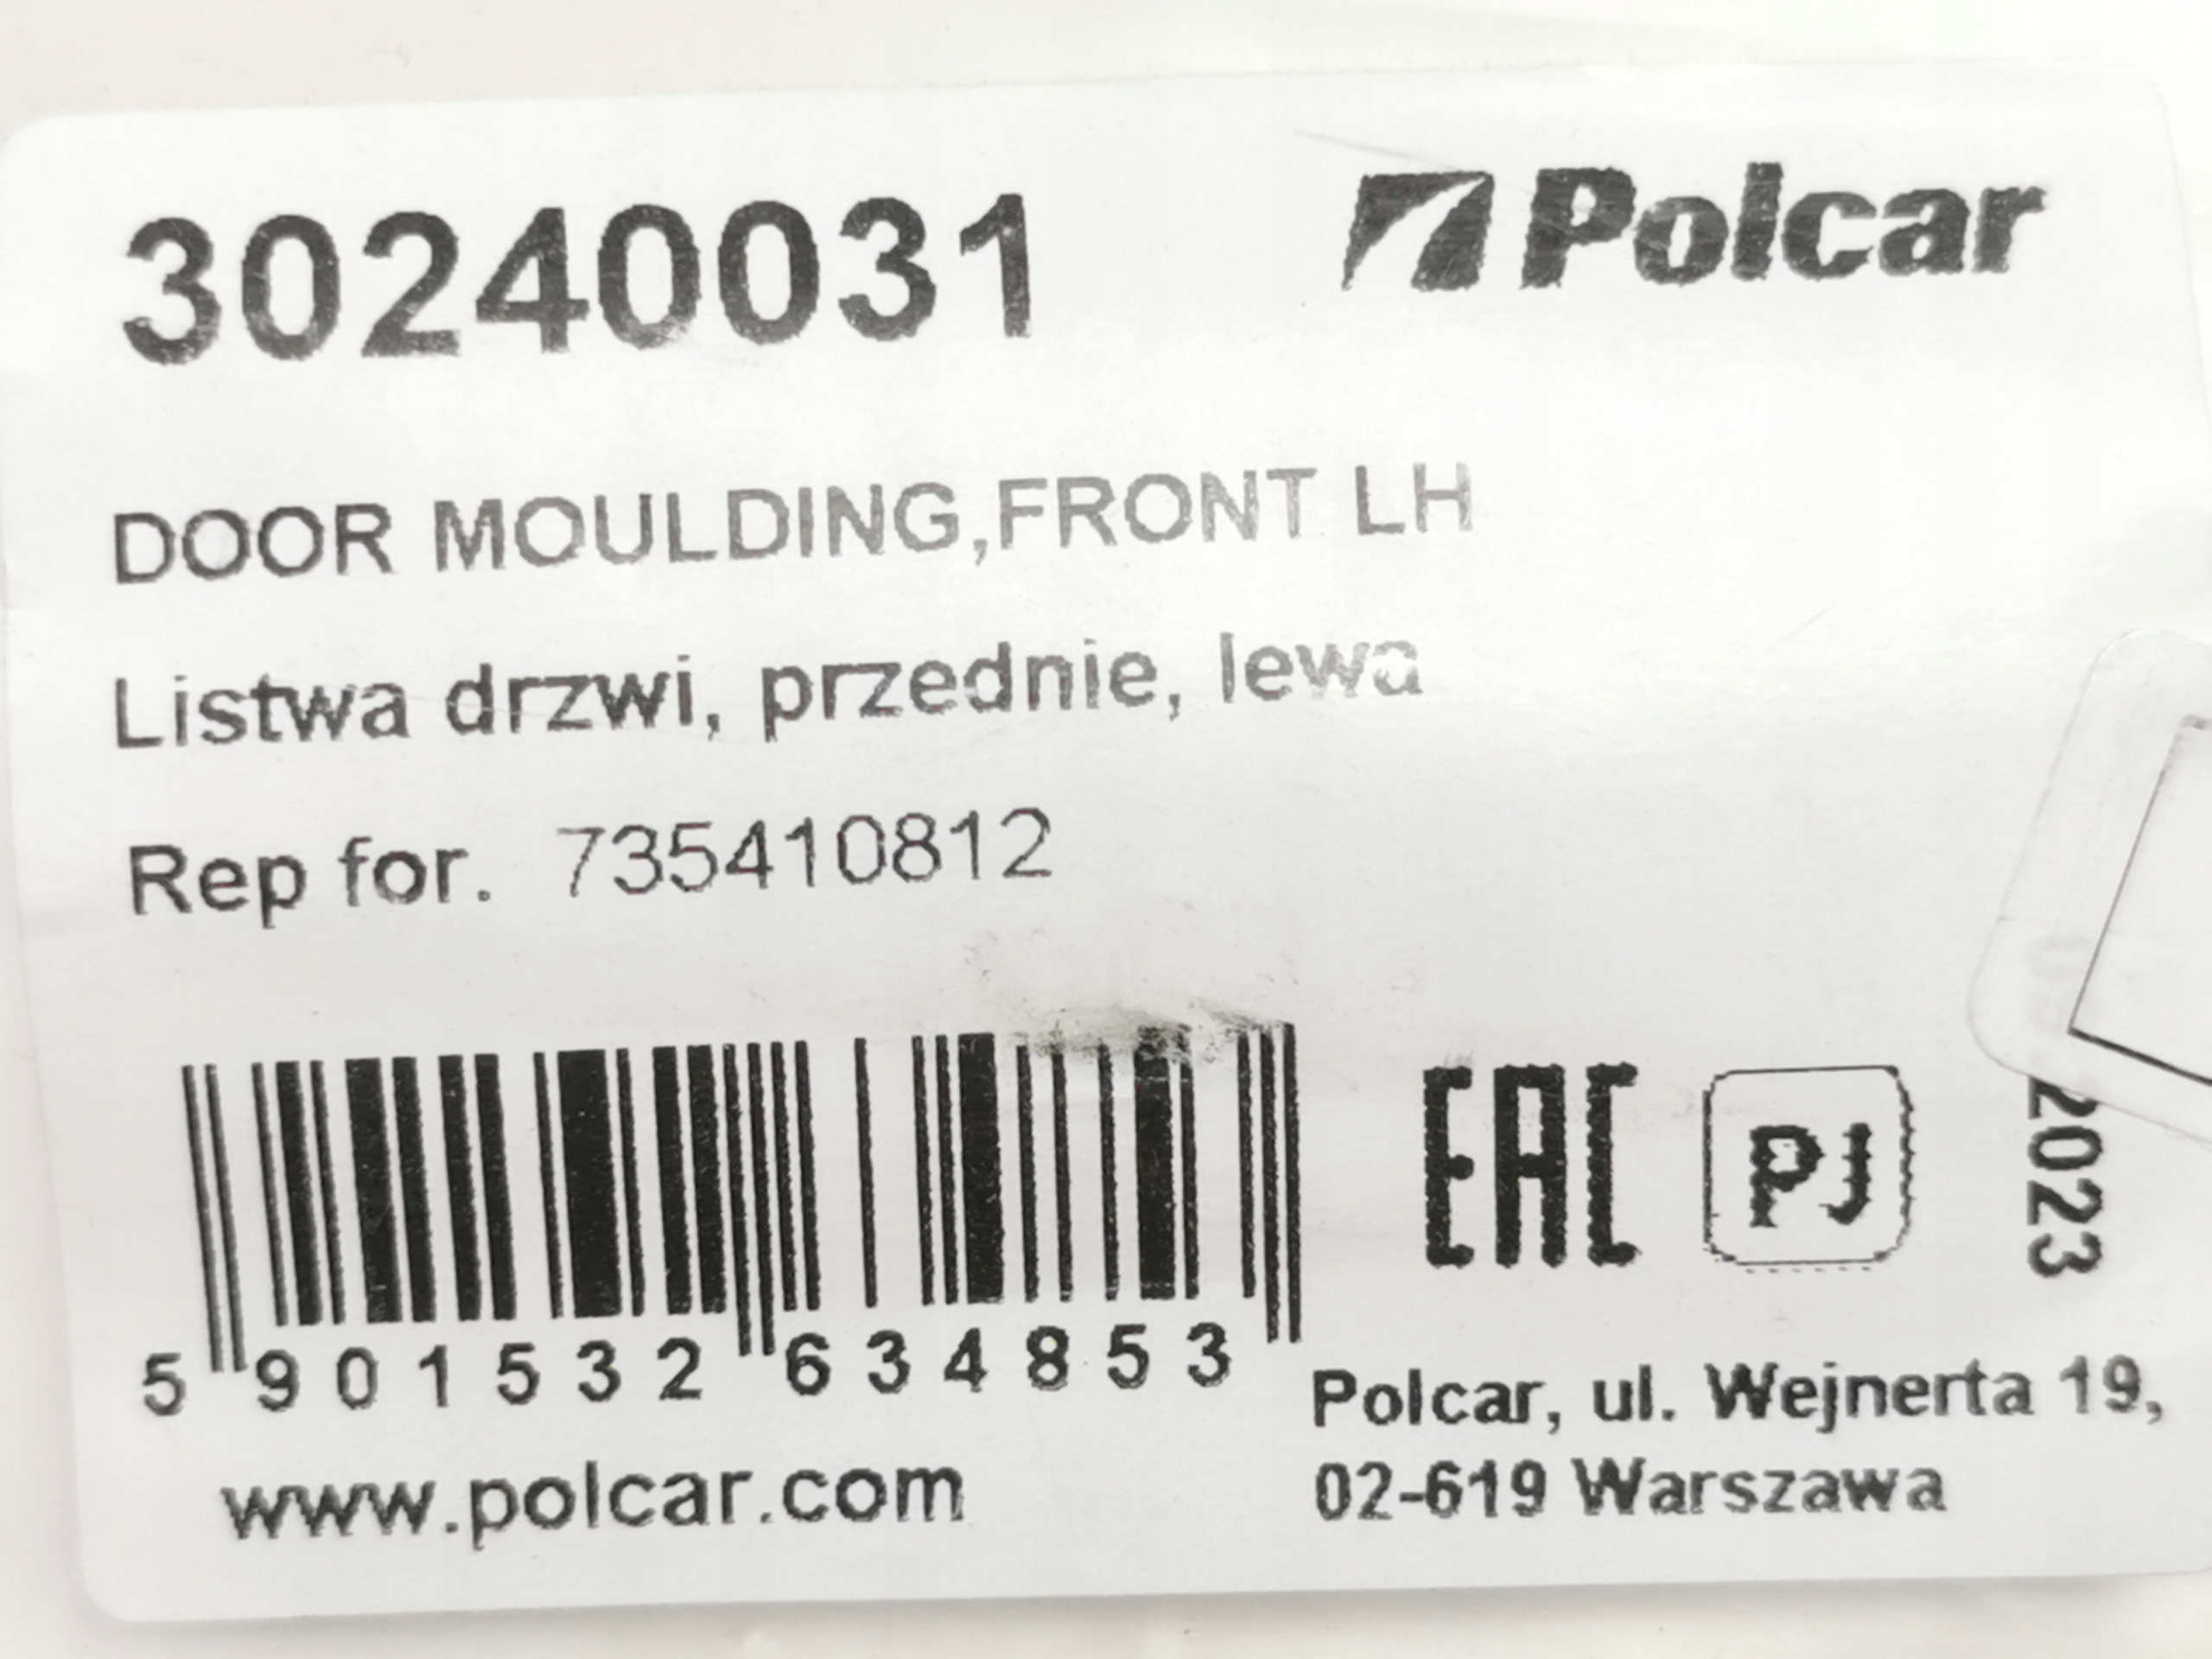 30240031
Polcar
DOOR MOULDING,FRONT LH
Listwa drzwi, przednie, lewa
Rep for. 735410812
EAC
PJ
2023
5 901532 634853
Polcar, ul. Wejnerta 19,
02-619 Warszawa
www.polcar.com